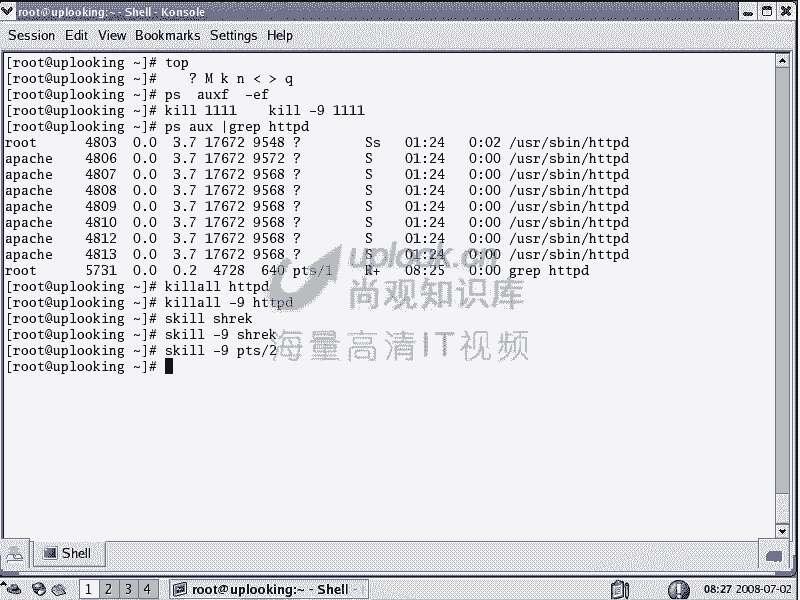 root@uplooking:~ - Shell - Konsole
Session Edit View Bookmarks Settings Help
[root@uplooking ~]# top
[root@uplooking ~]#    ? M k n < > q
[root@uplooking ~]# ps  auxf  -ef
[root@uplooking ~]# kill 1111    kill -9 1111
[root@uplooking ~]# ps aux |grep httpd
root      4803  0.0  3.7 17672 9548 ?        Ss   01:24   0:02 /usr/sbin/httpd
apache    4806  0.0  3.7 17672 9572 ?        S    01:24   0:00 /usr/sbin/httpd
apache    4807  0.0  3.7 17672 9568 ?        S    01:24   0:00 /usr/sbin/httpd
apache    4808  0.0  3.7 17672 9568 ?        S    01:24   0:00 /usr/sbin/httpd
apache    4809  0.0  3.7 17672 9568 ?        S    01:24   0:00 /usr/sbin/httpd
apache    4810  0.0  3.7 17672 9568 ?        S    01:24   0:00 /usr/sbin/httpd
apache    4812  0.0  3.7 17672 9568 ?        S    01:24   0:00 /usr/sbin/httpd
apache    4813  0.0  3.7 17672 9568 ?        S    01:24   0:00 /usr/sbin/httpd
root      5731  0.0  0.2  4728  640 pts/1    R+   08:25   0:00 grep httpd
[root@uplooking ~]# killall httpd
[root@uplooking ~]# killall -9 httpd
[root@uplooking ~]# skill shrek
[root@uplooking ~]# skill -9 shrek
[root@uplooking ~]# skill -9 pts/2
[root@uplooking ~]#
uplook.cn
尚观知识库
海量高清IT视频
Shell
1 2 3 4 root@uplooking:~ - Shell - 08:27 2008-07-02